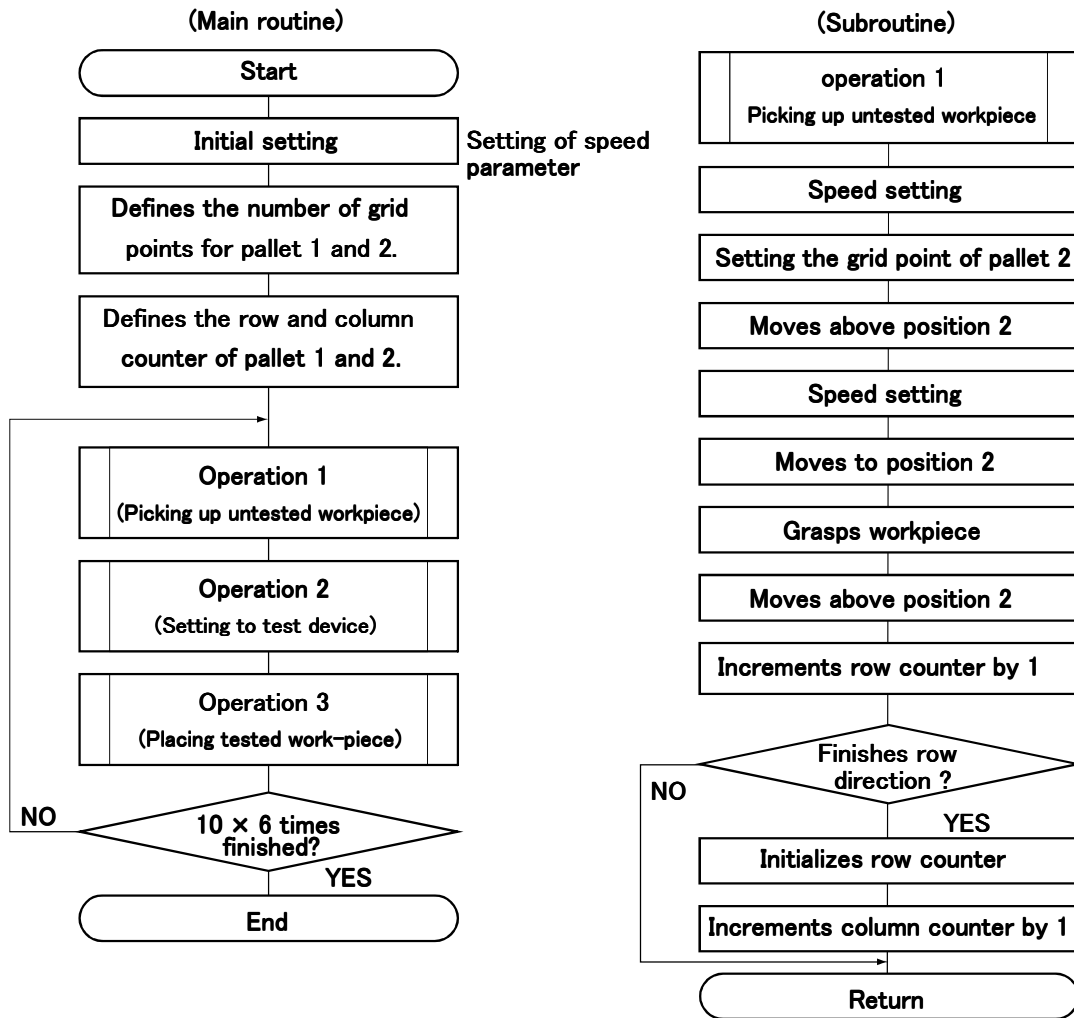 (Main routine)
Start
Initial setting
Setting of speed
parameter
Defines the number of grid
points for pallet 1 and 2.
Defines the row and column
counter of pallet 1 and 2.
Operation 1
(Picking up untested workpiece)
Operation 2
(Setting to test device)
Operation 3
(Placing tested work-piece)
NO
10 × 6 times
finished?
YES
End
(Subroutine)
operation 1
Picking up untested workpiece
Speed setting
Setting the grid point of pallet 2
Moves above position 2
Speed setting
Moves to position 2
Grasps workpiece
Moves above position 2
Increments row counter by 1
Finishes row
direction ?
NO
YES
Initializes row counter
Increments column counter by 1
Return